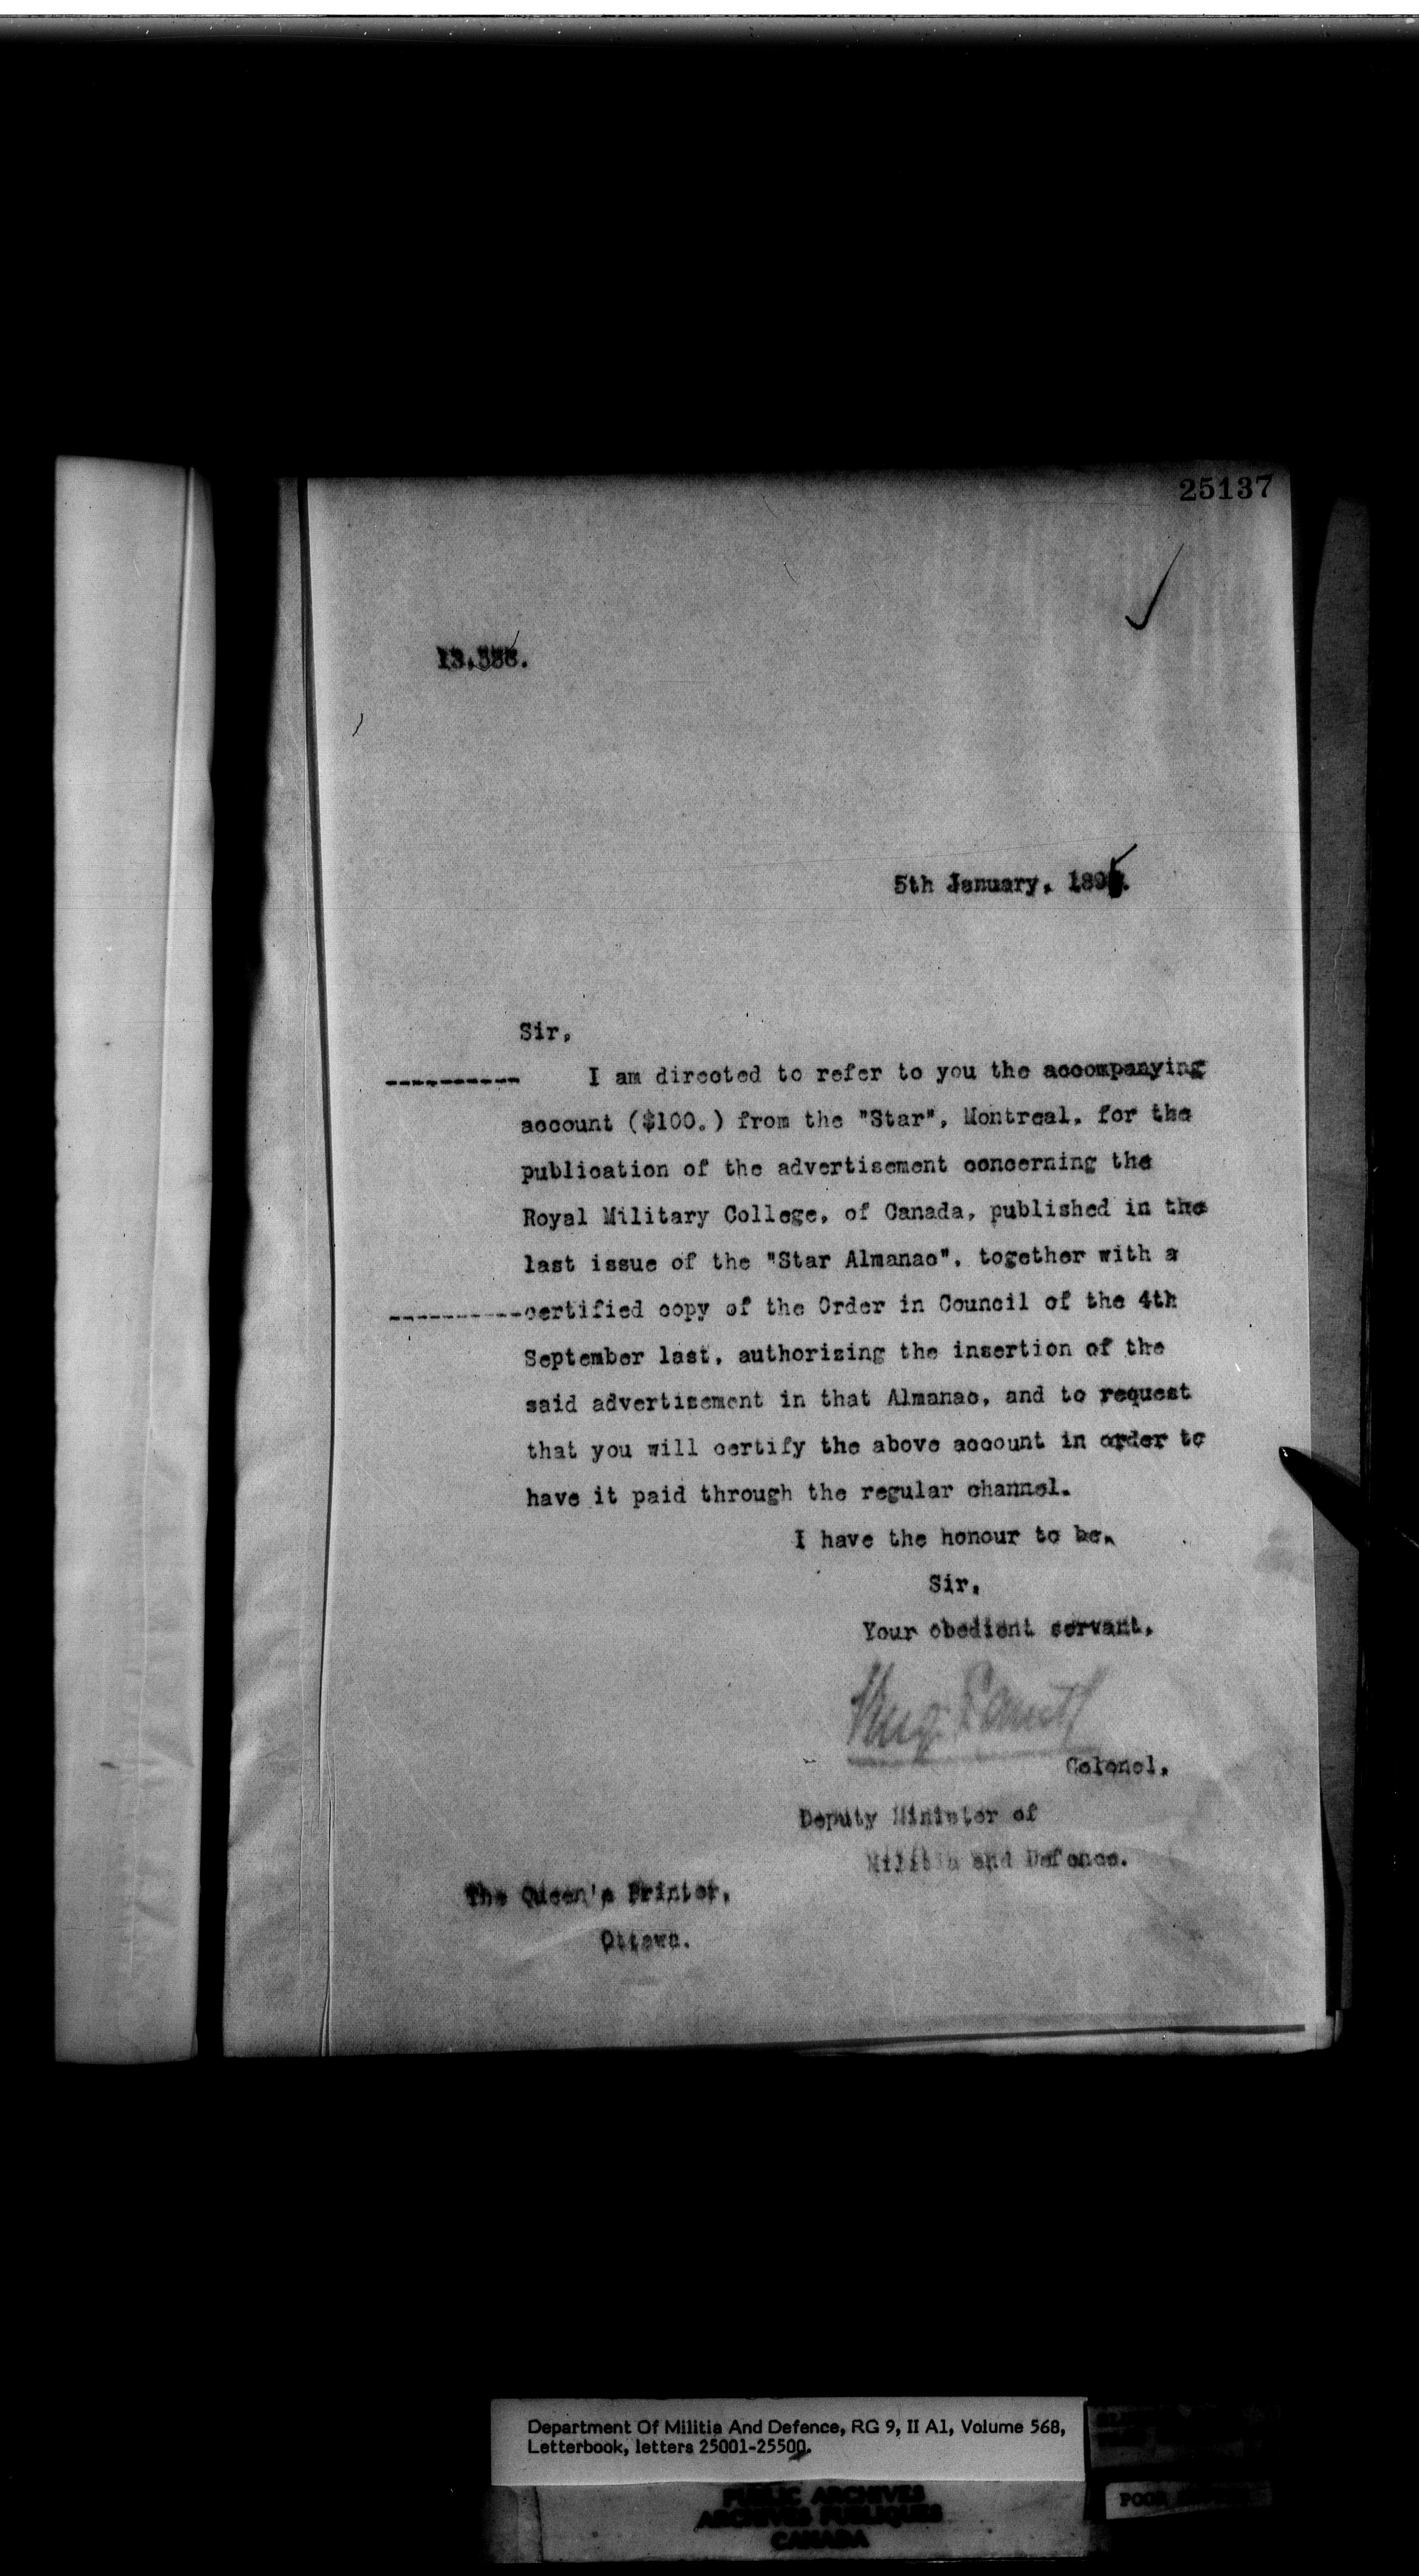 25137
5th January, 189
Sir,
---------- I am directed to refer to you the accompanying
account ($100.) from the "Star", Montreal, for the
publication of the advertisement concerning the
Royal Military College, of Canada, published in the
last issue of the "Star Almanac", together with a
----------certified copy of the Order in Council of the 4th
September last, authorizing the insertion of the
said advertisement in that Almanac, and to request
that you will certify the above account in order to
have it paid through the regular channel.
I have the honour to be,
Sir,
Your obedient servant,
Colonel,
Deputy Minister of
Militia and Defence.
The Queen's Printer,
Ottawa.
Department Of Militia And Defence, RG 9, II A1, Volume 568,
Letterbook, letters 25001-25500.
PUBLIC ARCHIVES
ARCHIVES PUBLIQUES
CANADA